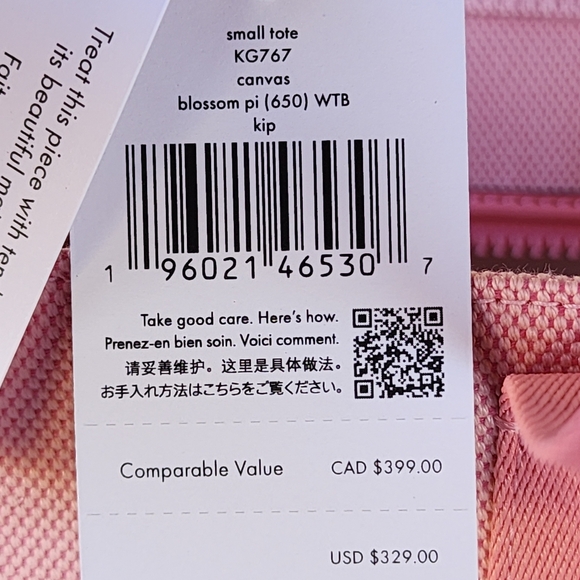 Treat this piece with
its beautiful
small tote
KG767
canvas
blossom pi (650) WTB
kip
1 96021 46530 7
Take good care. Here's how.
Prenez-en bien soin. Voici comment.
请妥善维护。这里是具体做法。
お手入れ方法はこちらをご覧ください。
Comparable Value CAD $399.00
USD $329.00